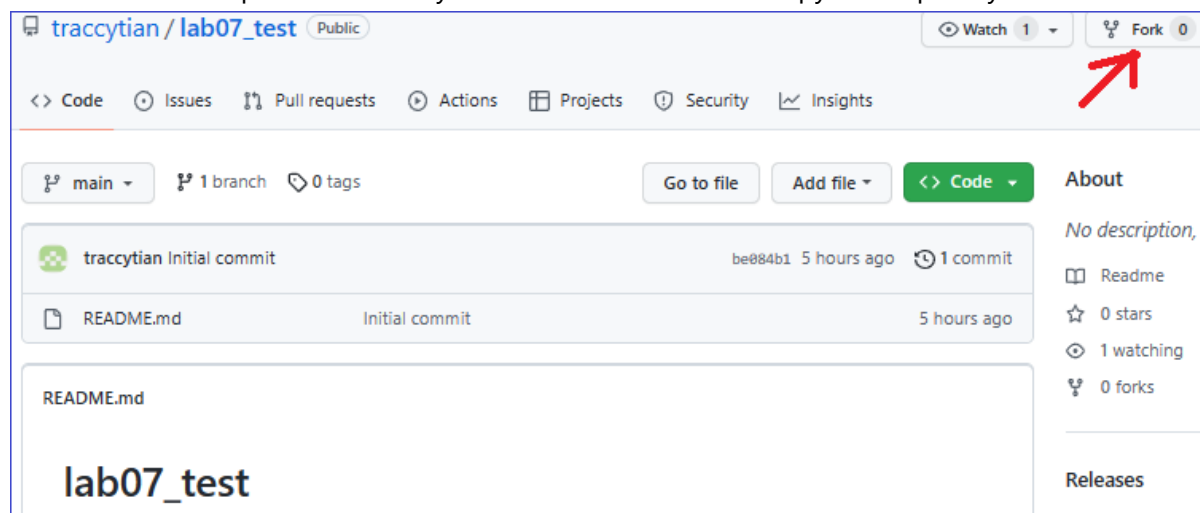 traccytian / lab07_test Public
Watch 1
Fork 0
Code Issues Pull requests Actions Projects Security Insights
main 1 branch 0 tags Go to file Add file Code
traccytian Initial commit be084b1 5 hours ago 1 commit
README.md Initial commit 5 hours ago
README.md
lab07_test
About
No description,
Readme
0 stars
1 watching
0 forks
Releases